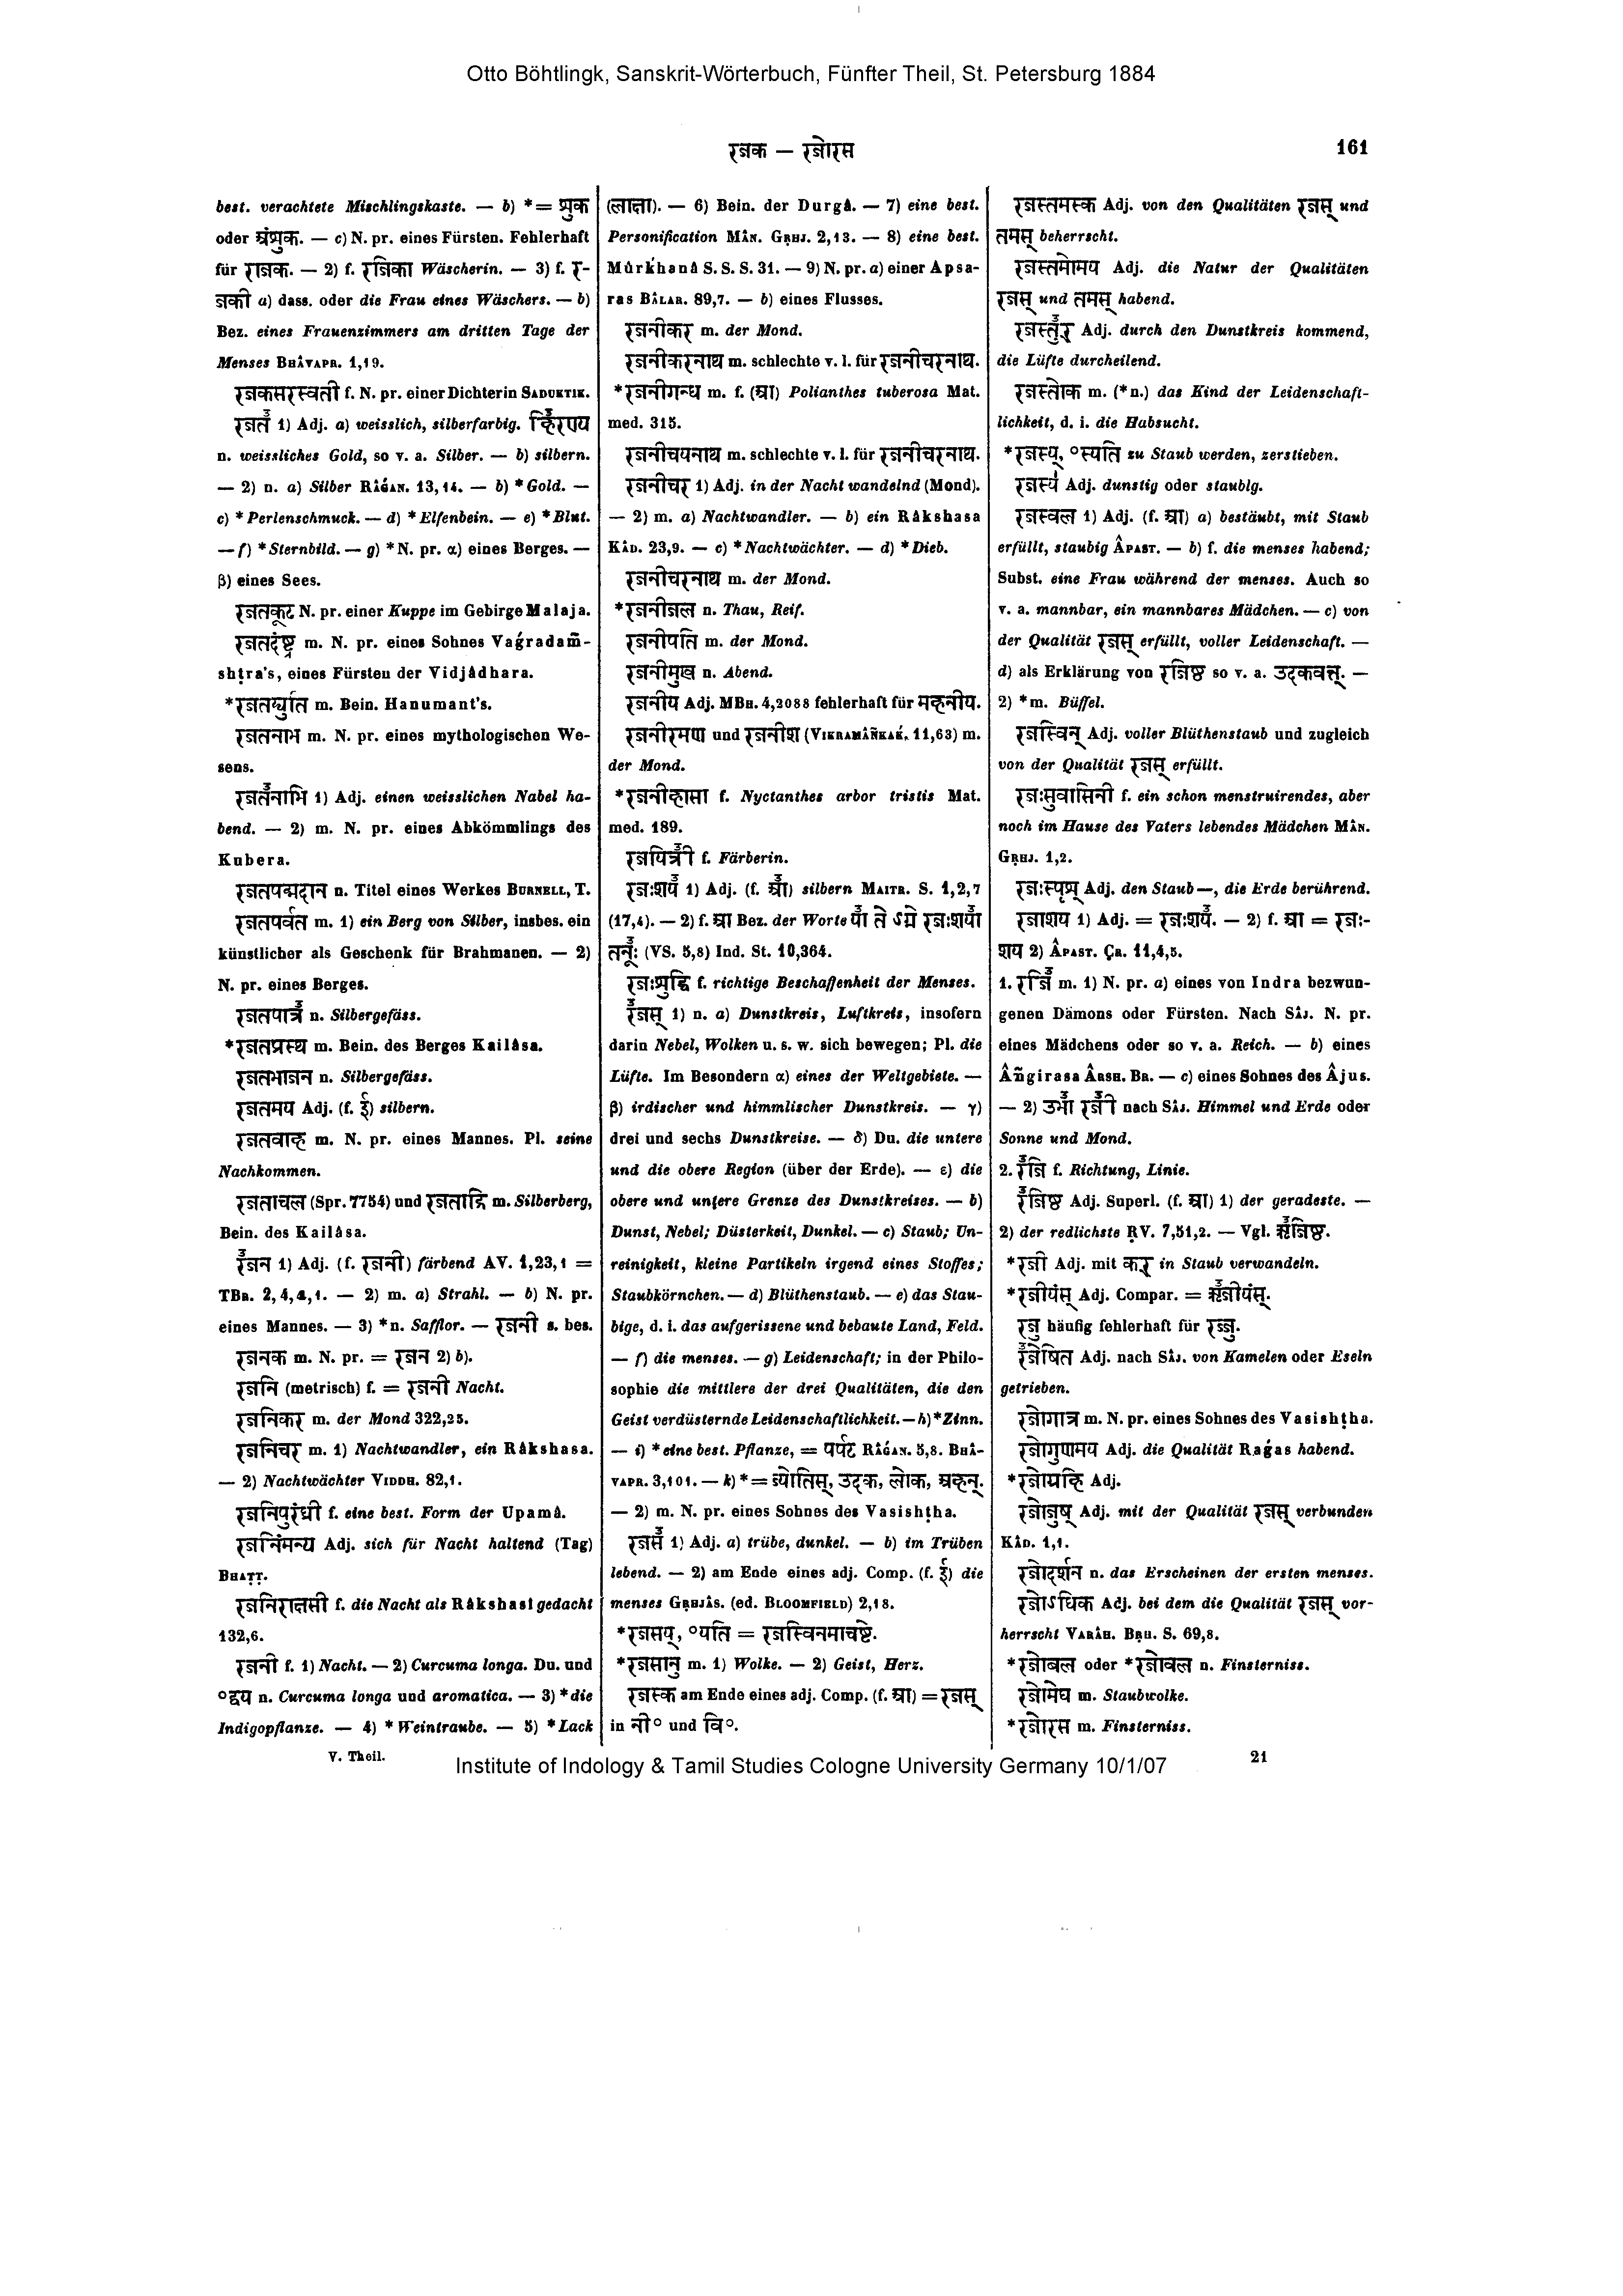 Otto Böhtlingk, Sanskrit-Wörterbuch, Fünfter Theil, St. Petersburg 1884
रजक — रजोरस
161
best. verachtete Mischlingskaste. — b) *= शुक
oder अंशुक. — c) N. pr. eines Fürsten. Fehlerhaft
für राजक. — 2) f. रजिका Wäscherin. — 3) f. र-
जकी a) dass. oder die Frau eines Wäschers. — b)
Bez. eines Frauenzimmers am dritten Tage der
Menses Bhâvapr. 1,19.
रजकसरस्वती f. N. pr. einer Dichterin Saduktik.
रजतँ 1) Adj. a) weisslich, silberfarbig. हिरण्य
n. weissliches Gold, so v. a. Silber. — b) silbern.
— 2) n. a) Silber Râǵan. 13,14. — b) *Gold. —
c) *Perlenschmuck. — d) *Elfenbein. — e) *Blut.
— f) *Sternbild. — g) *N. pr. α) eines Berges. —
β) eines Sees.
रजतकूट N. pr. einer Kuppe im Gebirge Malaja.
रजतदंष्ट्र m. N. pr. eines Sohnes Vaǵradam̃-
shṭra's, eines Fürsten der Vidjâdhara.
*रजतद्युति m. Bein. Hanumant's.
रजतनाभ m. N. pr. eines mythologischen We-
sens.
रजतँनाभि 1) Adj. einen weisslichen Nabel ha-
bend. — 2) m. N. pr. eines Abkömmlings des
Kubera.
रजतपद्मदान n. Titel eines Werkes Burnell, T.
रजतपर्वत m. 1) ein Berg von Silber, insbes. ein
künstlicher als Geschenk für Brahmanen. — 2)
N. pr. eines Berges.
रजतपात्रँ n. Silbergefäss.
*रजतप्रस्थ m. Bein. des Berges Kailâsa.
रजतभाजन n. Silbergefäss.
रजतमय Adj. (f. ई) silbern.
रजतवाह m. N. pr. eines Mannes. Pl. seine
Nachkommen.
रजताचल (Spr. 7754) und रजताद्रि m. Silberberg,
Bein. des Kailâsa.
रँजन 1) Adj. (f. रजनी) färbend AV. 1,23,1 =
TBr. 2,4,4,1. — 2) m. a) Strahl. — b) N. pr.
eines Mannes. — 3) *n. Safflor. — रजनी s. bes.
रजनक m. N. pr. = रजन 2) b).
रजनि (metrisch) f. = रजनी Nacht.
रजनिकर m. der Mond 322,25.
रजनिचर m. 1) Nachtwandler, ein Râkshasa.
— 2) Nachtwächter Viddh. 82,1.
रजनिपुरंध्री f. eine best. Form der Upamâ.
रजनिंमन्य Adj. sich für Nacht haltend (Tag)
Bhaṭṭ.
रजनिराक्षसी f. die Nacht als Râkshasî gedacht
132,6.
रजनी f. 1) Nacht. — 2) Curcuma longa. Du. und
°द्वय n. Curcuma longa und aromatica. — 3) *die
Indigopflanze. — 4) *Weintraube. — 5) *Lack
(लाक्षा). — 6) Bein. der Durgâ. — 7) eine best.
Personification Mân. Gṛhj. 2,13. — 8) eine best.
Mûrḱhanâ S. S. S. 31. — 9) N. pr. a) einer Apsa-
ras Bâlar. 89,7. — b) eines Flusses.
रजनीकर m. der Mond.
रजनीकरनाथ m. schlechte v. l. für रजनीचरनाथ.
*रजनीगन्ध m. f. (आ) Polianthes tuberosa Mat.
med. 315.
रजनीचयनाथ m. schlechte v. l. für रजनीचरनाथ.
रजनीचर 1) Adj. in der Nacht wandelnd (Mond).
— 2) m. a) Nachtwandler. — b) ein Râkshasa
Kâd. 23,9. — c) *Nachtwächter. — d) *Dieb.
रजनीचरनाथ m. der Mond.
*रजनीजल n. Thau, Reif.
रजनीपति m. der Mond.
रजनीमुख n. Abend.
रजनीय Adj. MBh. 4,2088 fehlerhaft für महनीय.
रजनीरमण und रजनीश (Vikramâñkaḱ. 11,63) m.
der Mond.
*रजनीहासा f. Nyctanthes arbor tristis Mat.
med. 189.
रजयित्रीँ f. Färberin.
रजःशयँ 1) Adj. (f. आँ) silbern Maitr. S. 1,2,7
(17,4). — 2) f. आ Bez. der Worte याँ ते ऽग्ने रजःशयाँ
तनूः (VS. 5,8) Ind. St. 10,364.
रजःशुद्धि f. richtige Beschaffenheit der Menses.
रँजस् 1) n. a) Dunstkreis, Luftkreis, insofern
darin Nebel, Wolken u. s. w. sich bewegen; Pl. die
Lüfte. Im Besondern α) eines der Weltgebiete. —
β) irdischer und himmlischer Dunstkreis. — γ)
drei und sechs Dunstkreise. — δ) Du. die untere
und die obere Region (über der Erde). — ε) die
obere und untere Grenze des Dunstkreises. — b)
Dunst, Nebel; Düsterkeit, Dunkel. — c) Staub; Un-
reinigkeit, kleine Partikeln irgend eines Stoffes;
Staubkörnchen. — d) Blüthenstaub. — e) das Stau-
bige, d. i. das aufgerissene und bebaute Land, Feld.
— f) die menses. — g) Leidenschaft; in der Philo-
sophie die mittlere der drei Qualitäten, die den
Geist verdüsternde Leidenschaftlichkeit. — h) *Zinn.
— i) *eine best. Pflanze, = पर्पट Râǵan. 5,8. Bhâ-
vapr. 3,101. — k) *= ज्योतिस्, उदक, लोक, अहन्.
— 2) m. N. pr. eines Sohnes des Vasishṭha.
रजसँ 1) Adj. a) trübe, dunkel. — b) im Trüben
lebend. — 2) am Ende eines adj. Comp. (f. ई) die
menses Gṛhjâs. (ed. Bloomfield) 2,18.
*रजसय्, °यति = रजस्विनमाचष्टे.
*रजसानु m. 1) Wolke. — 2) Geist, Herz.
रजस्क am Ende eines adj. Comp. (f. आ) = रजस्
in नी° und वि°.
रजस्तमस्क Adj. von den Qualitäten रजस् und
तमस् beherrscht.
रजस्तमोमय Adj. die Natur der Qualitäten
रजस् und तमस् habend.
रजस्तुँर् Adj. durch den Dunstkreis kommend,
die Lüfte durcheilend.
रजस्तोक m. (*n.) das Kind der Leidenschaft-
lichkeit, d. i. die Habsucht.
*रजस्य्, °स्यति zu Staub werden, zerstieben.
रजस्यँ Adj. dunstig oder staubig.
रजस्वल 1) Adj. (f. आ) a) bestäubt, mit Staub
erfüllt, staubig Âpast. — b) f. die menses habend;
Subst. eine Frau während der menses. Auch so
v. a. mannbar, ein mannbares Mädchen. — c) von
der Qualität रजस् erfüllt, voller Leidenschaft. —
d) als Erklärung von रजिष्ठ so v. a. उदकवत्. —
2) *m. Büffel.
रजस्विन् Adj. voller Blüthenstaub und zugleich
von der Qualität रजस् erfüllt.
रजःसुवासिनी f. ein schon menstruirendes, aber
noch im Hause des Vaters lebendes Mädchen Mân.
Gṛhj. 1,2.
रजःस्पृश् Adj. den Staub —, die Erde berührend.
रजाशय 1) Adj. = रजःशयँ. — 2) f. आ = रजः-
शय 2) Âpast. Çr. 11,4,5.
1. रजिँ m. 1) N. pr. a) eines von Indra bezwun-
genen Dämons oder Fürsten. Nach Sâj. N. pr.
eines Mädchens oder so v. a. Reich. — b) eines
Âñgirasa Ârsh. Br. — c) eines Sohnes des Âjus.
— 2) उभाँ रजीँ nach Sâj. Himmel und Erde oder
Sonne und Mond.
2. रँजि f. Richtung, Linie.
रँजिष्ठ Adj. Superl. (f. आ) 1) der geradeste. —
2) der redlichste ṚV. 7,51,2. — Vgl. ऋँजिष्ठ.
*रजी Adj. mit कर् in Staub verwandeln.
*रजीयंस् Adj. Compar. = ऋँजीयंस्.
रजु häufig fehlerhaft für रज्जु.
रँजेषित Adj. nach Sâj. von Kamelen oder Eseln
getrieben.
रजोगात्र m. N. pr. eines Sohnes des Vasishṭha.
रजोगुणमय Adj. die Qualität Raǵas habend.
*रजोग्रहि Adj.
रजोजुष् Adj. mit der Qualität रजस् verbunden
Kâd. 1,1.
रजोदर्शन n. das Erscheinen der ersten menses.
रजोऽधिक Adj. bei dem die Qualität रजस् vor-
herrscht Varâh. Bṛh. S. 69,8.
*रजोबल oder *रजोवल n. Finsterniss.
रजोमेघ m. Staubwolke.
*रजोरस m. Finsterniss.
V. Theil.
21
Institute of Indology & Tamil Studies Cologne University Germany 10/1/07